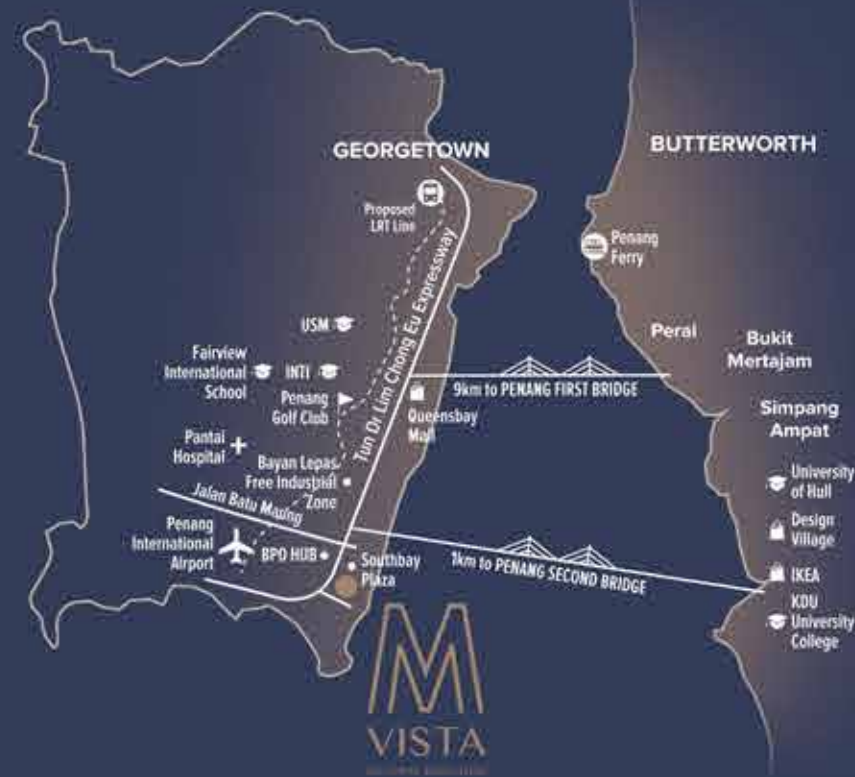 GEORGETOWN
BUTTERWORTH
Proposed
LRT Line
Penang
Ferry
Tun Dr Lim Chong Eu Expressway
USM
Perai
Bukit
Mertajam
Fairview
International
School
INTI
Penang
Golf Club
9km to PENANG FIRST BRIDGE
Queensbay
Mall
Simpang
Ampat
Pantai
Hospital
Bayan Lepas
Free Industrial
Zone
University
of Hull
Jalan Batu Maung
Design
Village
Penang
International
Airport
BPO HUB
Southbay
Plaza
1km to PENANG SECOND BRIDGE
IKEA
KDU
University
College
M
VISTA